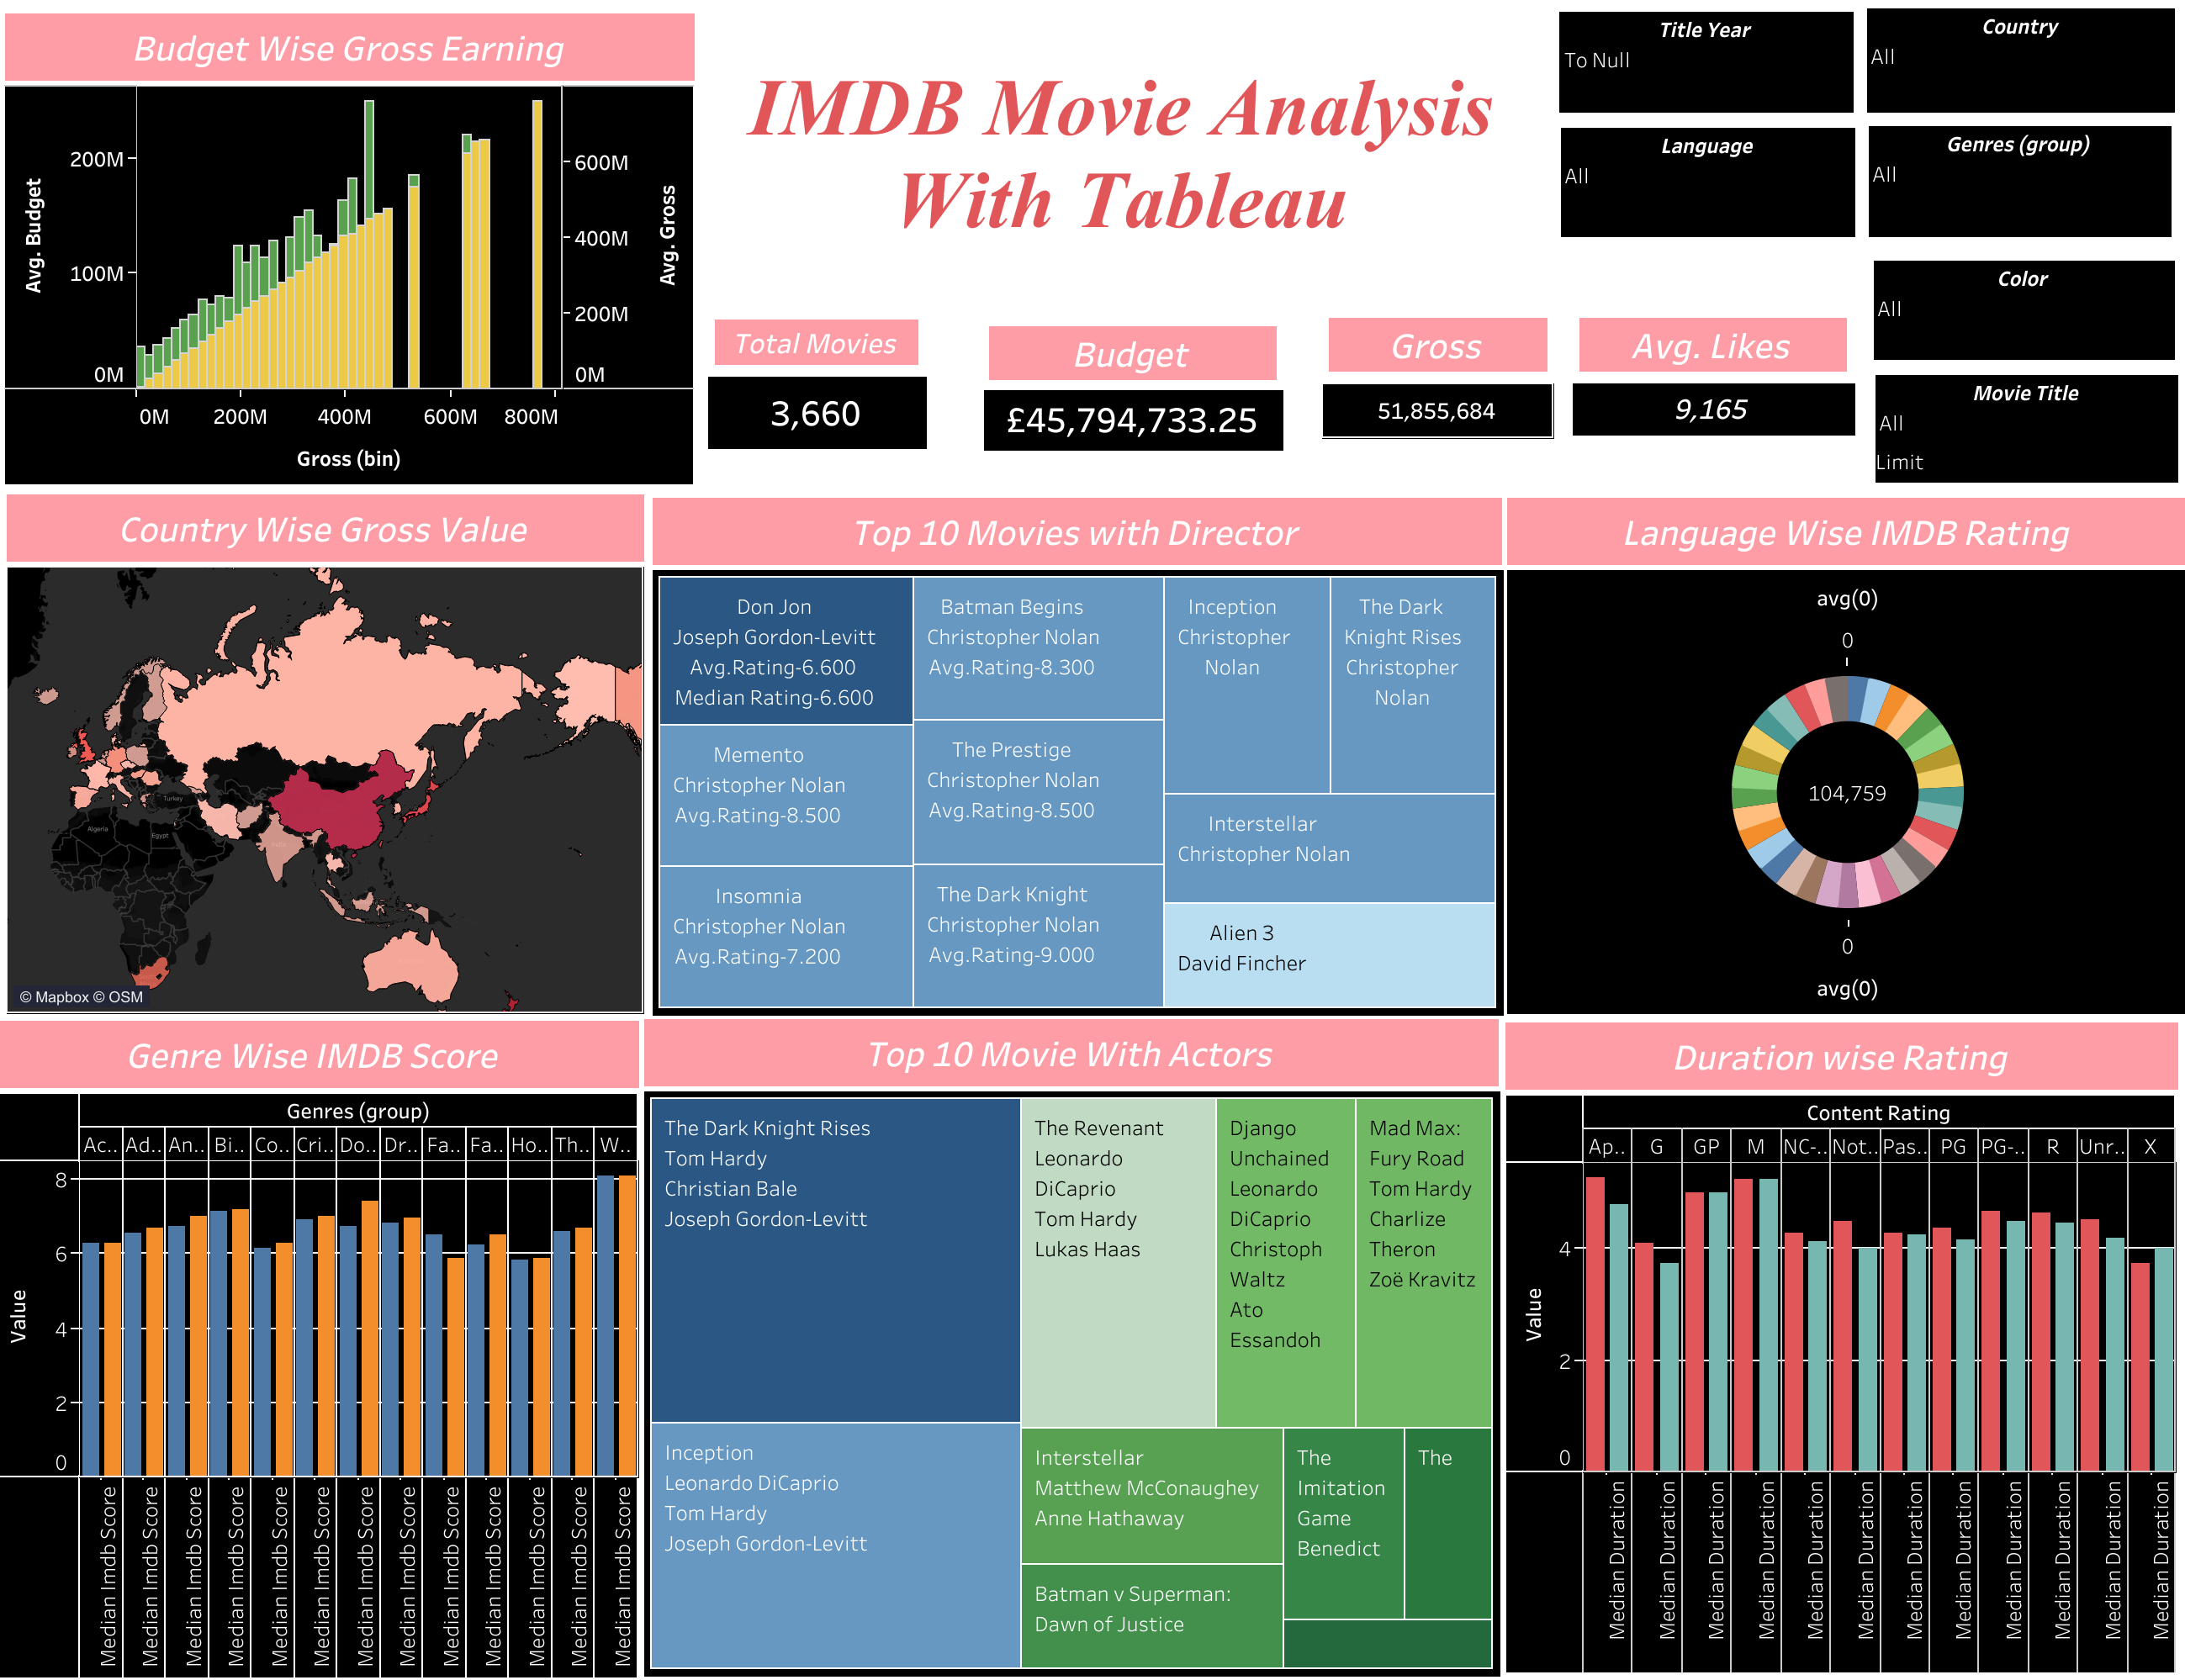 Budget Wise Gross Earning
Avg. Budget
200M
100M
0M
600M
400M
200M
0M
Avg. Gross
0M 200M 400M 600M 800M
Gross (bin)
IMDB Movie Analysis
With Tableau
Title Year
To Null
Country
All
Language
All
Genres (group)
All
Color
All
Movie Title
All
Limit
Total Movies
3,660
Budget
£45,794,733.25
Gross
51,855,684
Avg. Likes
9,165
Country Wise Gross Value
Turkey
Algeria
Egypt
© Mapbox © OSM
Top 10 Movies with Director
Don Jon
Joseph Gordon-Levitt
Avg.Rating-6.600
Median Rating-6.600
Memento
Christopher Nolan
Avg.Rating-8.500
Insomnia
Christopher Nolan
Avg.Rating-7.200
Batman Begins
Christopher Nolan
Avg.Rating-8.300
The Prestige
Christopher Nolan
Avg.Rating-8.500
The Dark Knight
Christopher Nolan
Avg.Rating-9.000
Inception
Christopher
Nolan
The Dark
Knight Rises
Christopher
Nolan
Interstellar
Christopher Nolan
Alien 3
David Fincher
Language Wise IMDB Rating
avg(0)
0
104,759
0
avg(0)
Genre Wise IMDB Score
Genres (group)
Ac.. Ad.. An.. Bi.. Co.. Cri.. Do.. Dr.. Fa.. Fa.. Ho.. Th.. W..
Value
8
6
4
2
0
Median Imdb Score
Median Imdb Score
Median Imdb Score
Median Imdb Score
Median Imdb Score
Median Imdb Score
Median Imdb Score
Median Imdb Score
Median Imdb Score
Median Imdb Score
Median Imdb Score
Median Imdb Score
Median Imdb Score
Top 10 Movie With Actors
The Dark Knight Rises
Tom Hardy
Christian Bale
Joseph Gordon-Levitt
Inception
Leonardo DiCaprio
Tom Hardy
Joseph Gordon-Levitt
The Revenant
Leonardo
DiCaprio
Tom Hardy
Lukas Haas
Django
Unchained
Leonardo
DiCaprio
Christoph
Waltz
Ato
Essandoh
Mad Max:
Fury Road
Tom Hardy
Charlize
Theron
Zoë Kravitz
Interstellar
Matthew McConaughey
Anne Hathaway
Batman v Superman:
Dawn of Justice
The
Imitation
Game
Benedict
The
Duration wise Rating
Content Rating
Ap.. G GP M NC-.. Not.. Pas.. PG PG-.. R Unr.. X
Value
4
2
0
Median Duration
Median Duration
Median Duration
Median Duration
Median Duration
Median Duration
Median Duration
Median Duration
Median Duration
Median Duration
Median Duration
Median Duration